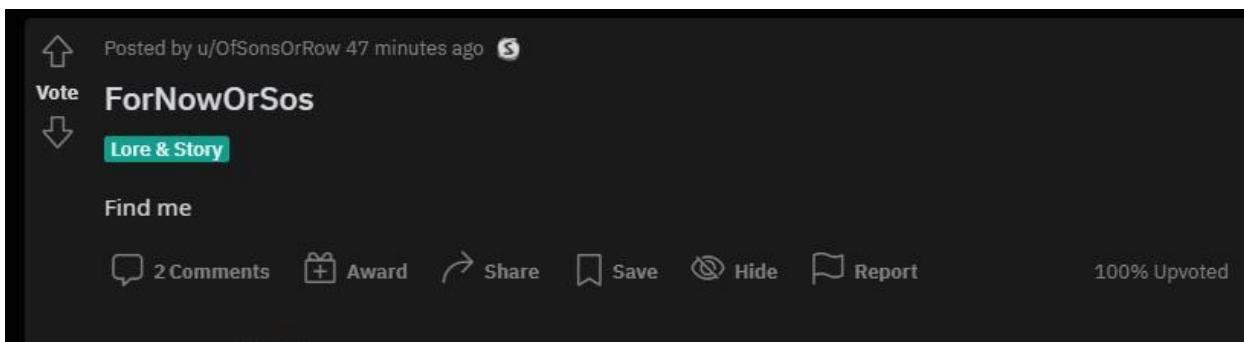 Posted by u/OfSonsOrRow 47 minutes ago S
Vote
ForNowOrSos
Lore & Story
Find me
2 Comments Award Share Save Hide Report 100% Upvoted